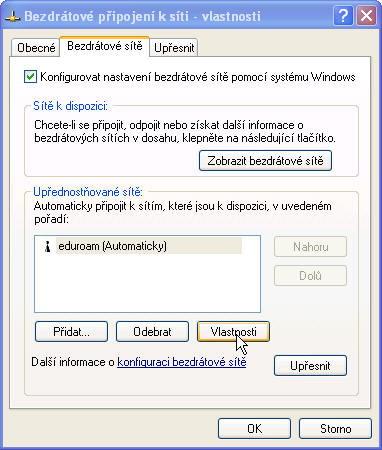 Bezdrátové připojení k síti - vlastnosti
Obecné Bezdrátové sítě Upřesnit
Konfigurovat nastavení bezdrátové sítě pomocí systému Windows
Sítě k dispozici:
Chcete-li se připojit, odpojit nebo získat další informace o
bezdrátových sítích v dosahu, klepněte na následující tlačítko.
Zobrazit bezdrátové sítě
Upřednostňované sítě:
Automaticky připojit k sítím, které jsou k dispozici, v uvedeném
pořadí:
eduroam (Automaticky)
Nahoru
Dolů
Přidat... Odebrat Vlastnosti
Další informace o konfiguraci bezdrátové sítě
Upřesnit
OK Storno